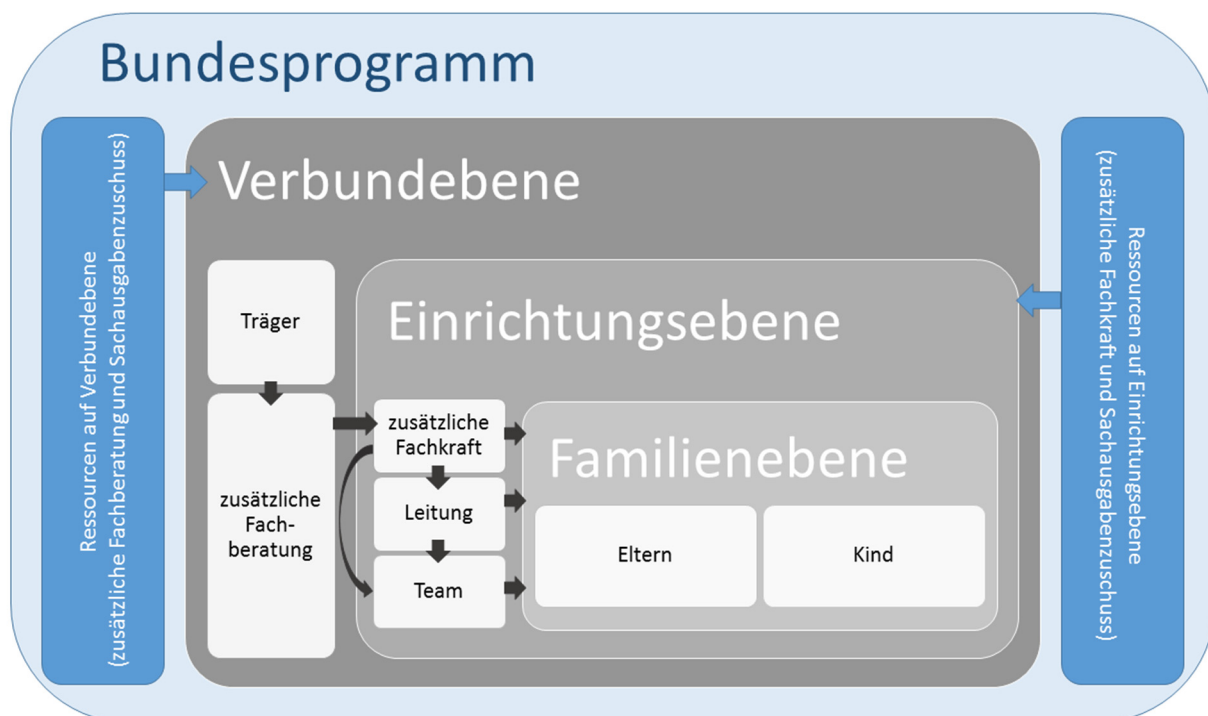 Bundesprogramm
Ressourcen auf Verbundebene
(zusätzliche Fachberatung und Sachausgabenzuschuss)
Verbundebene
Träger
zusätzliche
Fach-
beratung
Einrichtungsebene
zusätzliche
Fachkraft
Leitung
Team
Familienebene
Eltern
Kind
Ressourcen auf Einrichtungsebene
(zusätzliche Fachkraft und Sachausgabenzuschuss)